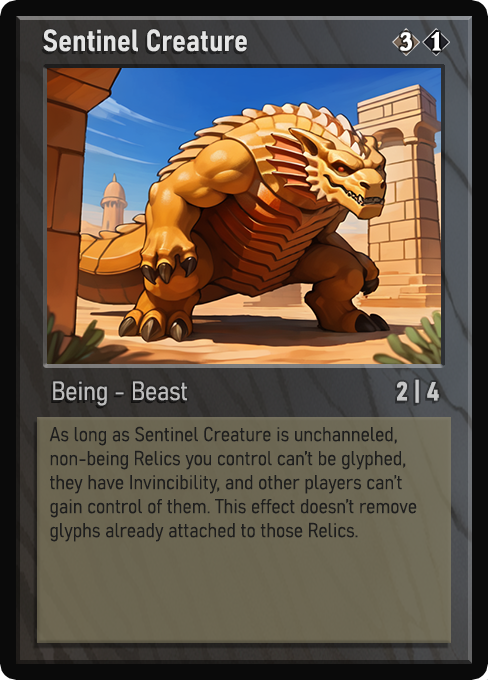 Sentinel Creature 3 1
Being - Beast 2 | 4
As long as Sentinel Creature is unchanneled,
non-being Relics you control can't be glyphed,
they have Invincibility, and other players can't
gain control of them. This effect doesn't remove
glyphs already attached to those Relics.